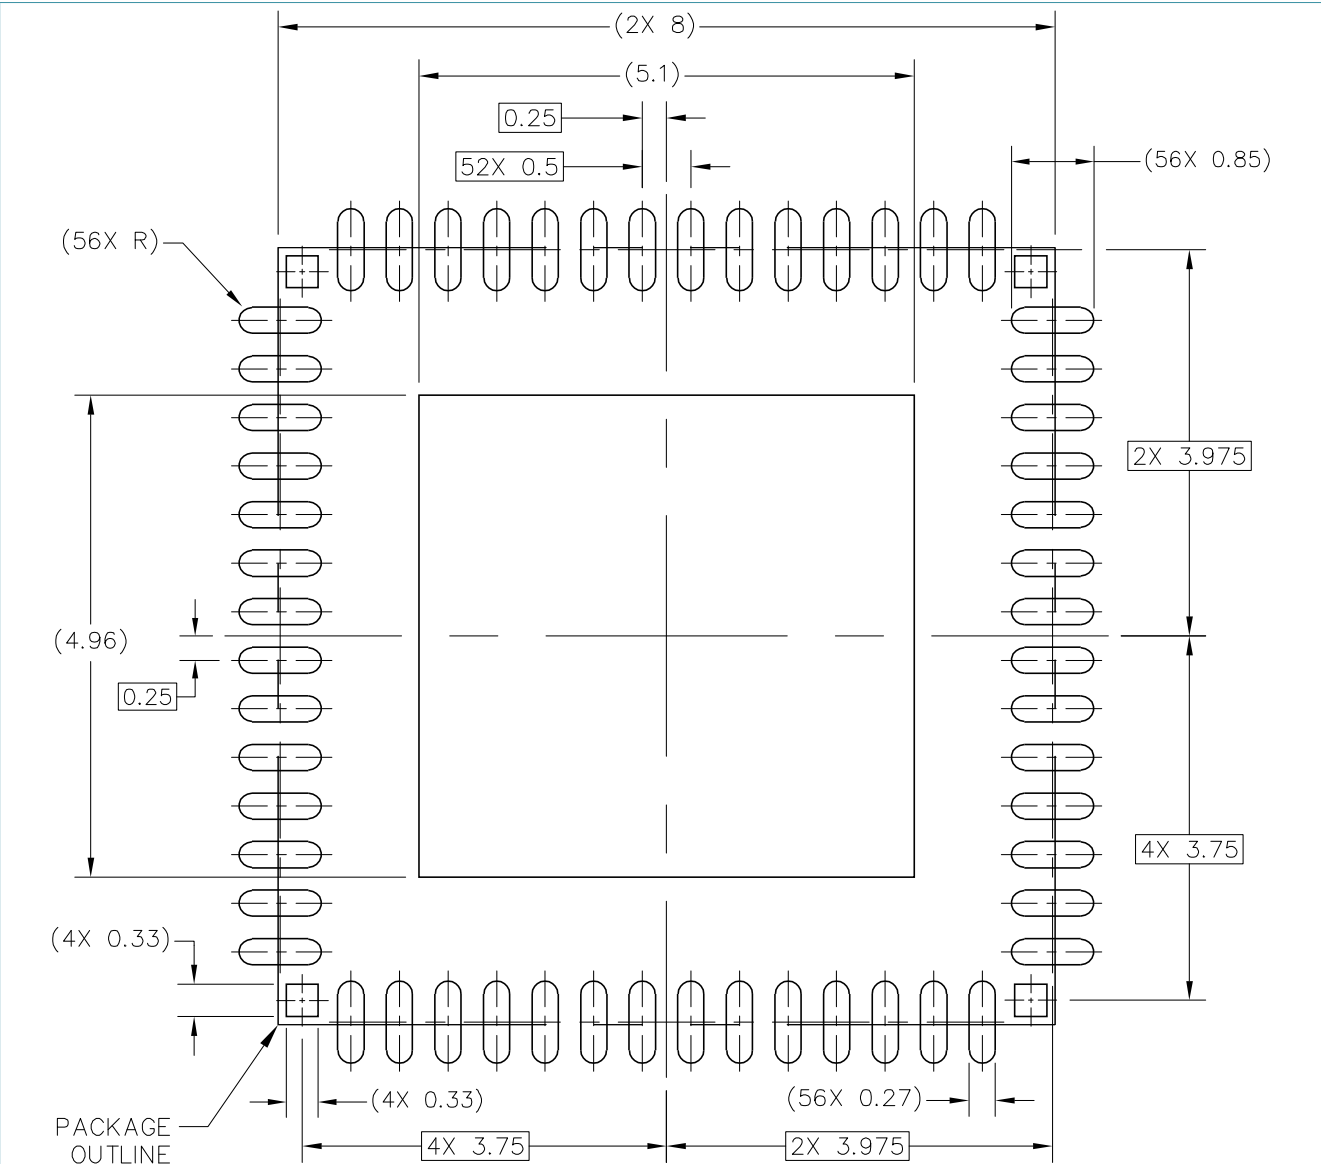 (2X 8)
(5.1)
0.25
52X 0.5
(56X 0.85)
(56X R)
2X 3.975
(4.96)
0.25
4X 3.75
(4X 0.33)
(4X 0.33)
(56X 0.27)
PACKAGE
OUTLINE
4X 3.75
2X 3.975